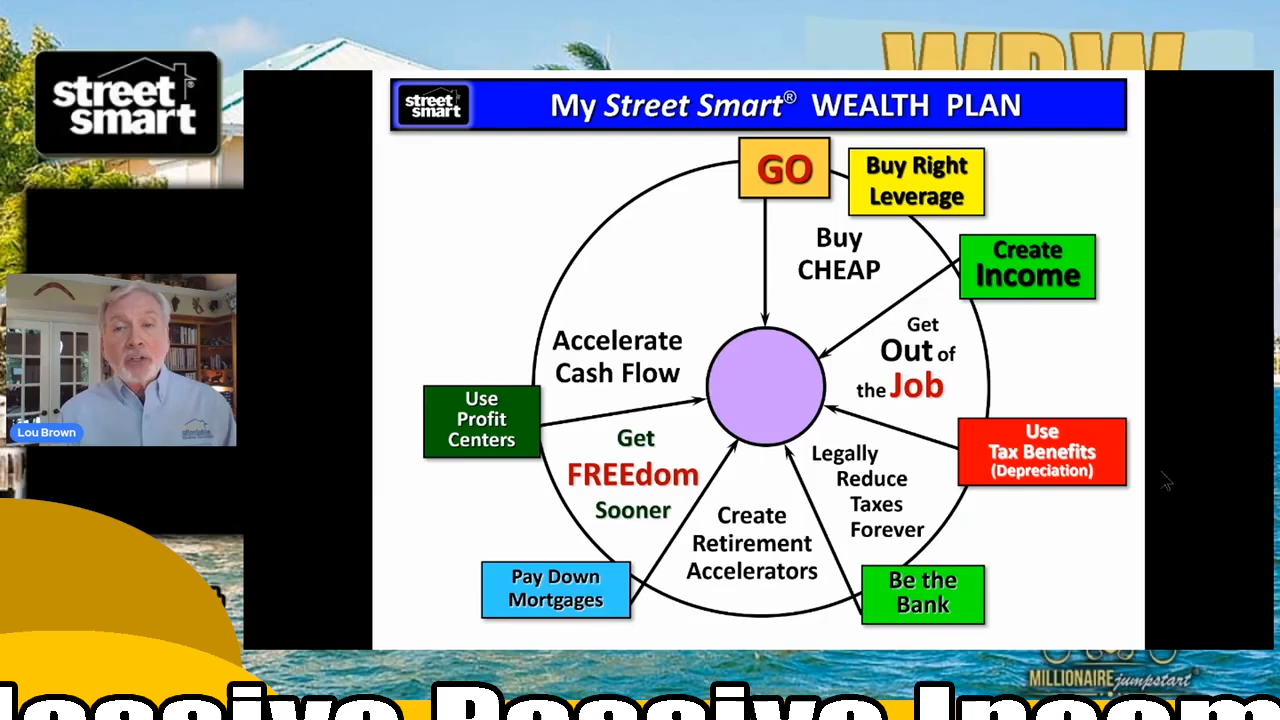 WPW
street
smart
street
smart
My Street Smart® WEALTH PLAN
GO
Buy Right
Leverage
Buy
CHEAP
Create
Income
Get
Out of
the Job
Accelerate
Cash Flow
Use
Profit
Centers
Use
Tax Benefits
(Depreciation)
Get
FREEdom
Sooner
Legally
Reduce
Taxes
Forever
Create
Retirement
Accelerators
Pay Down
Mortgages
Be the
Bank
Lou Brown
MILLIONAIRE jumpstart
Passive